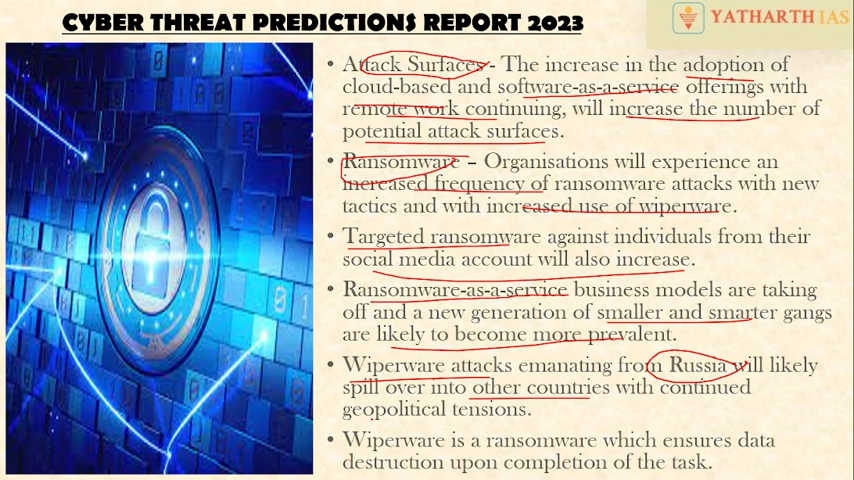 CYBER THREAT PREDICTIONS REPORT 2023
YATHARTH IAS
• Attack Surfaces - The increase in the adoption of
cloud-based and software-as-a-service offerings with
remote work continuing, will increase the number of
potential attack surfaces.
• Ransomware – Organisations will experience an
increased frequency of ransomware attacks with new
tactics and with increased use of wiperware.
• Targeted ransomware against individuals from their
social media account will also increase.
• Ransomware-as-a-service business models are taking
off and a new generation of smaller and smarter gangs
are likely to become more prevalent.
• Wiperware attacks emanating from Russia will likely
spill over into other countries with continued
geopolitical tensions.
• Wiperware is a ransomware which ensures data
destruction upon completion of the task.